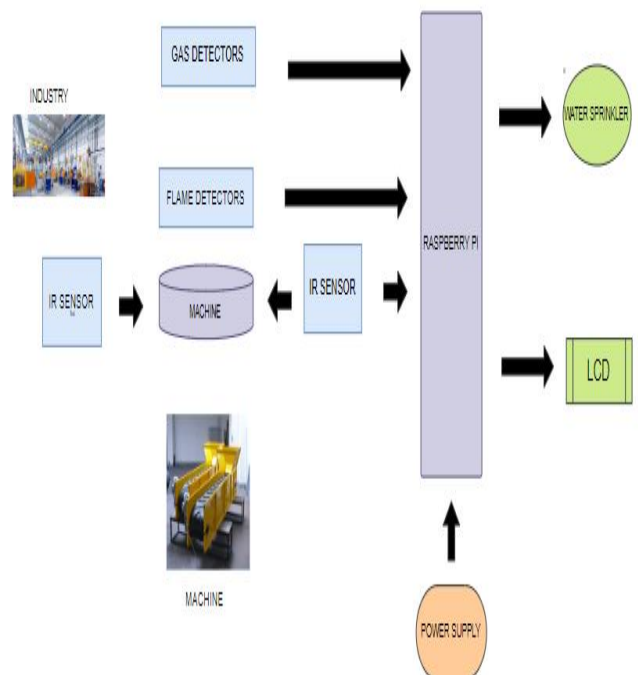 GAS DETECTORS
INDUSTRY
WATER SPRINKLER
FLAME DETECTORS
RASPBERRY PI
IR SENSOR
IR SENSOR
MACHINE
LCD
MACHINE
POWER SUPPLY